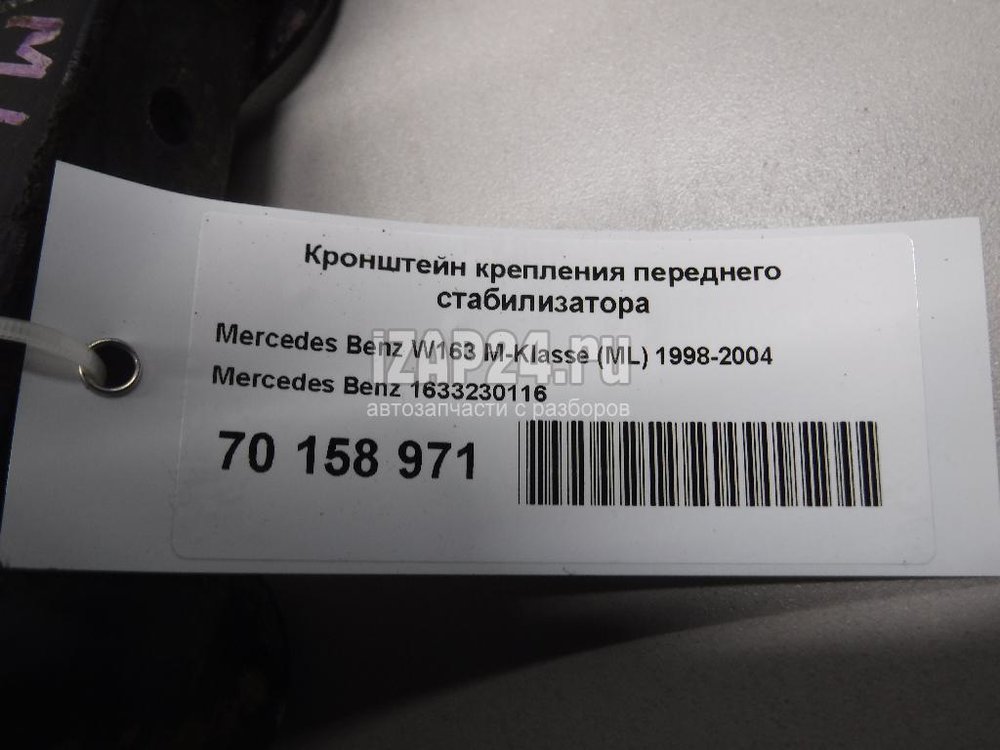 ML
Кронштейн крепления переднего
стабилизатора
Mercedes Benz W163 M-Klasse (ML) 1998-2004
iZAP24.ru
Mercedes Benz 1633230116
автозапчасти с разборов
70 158 971